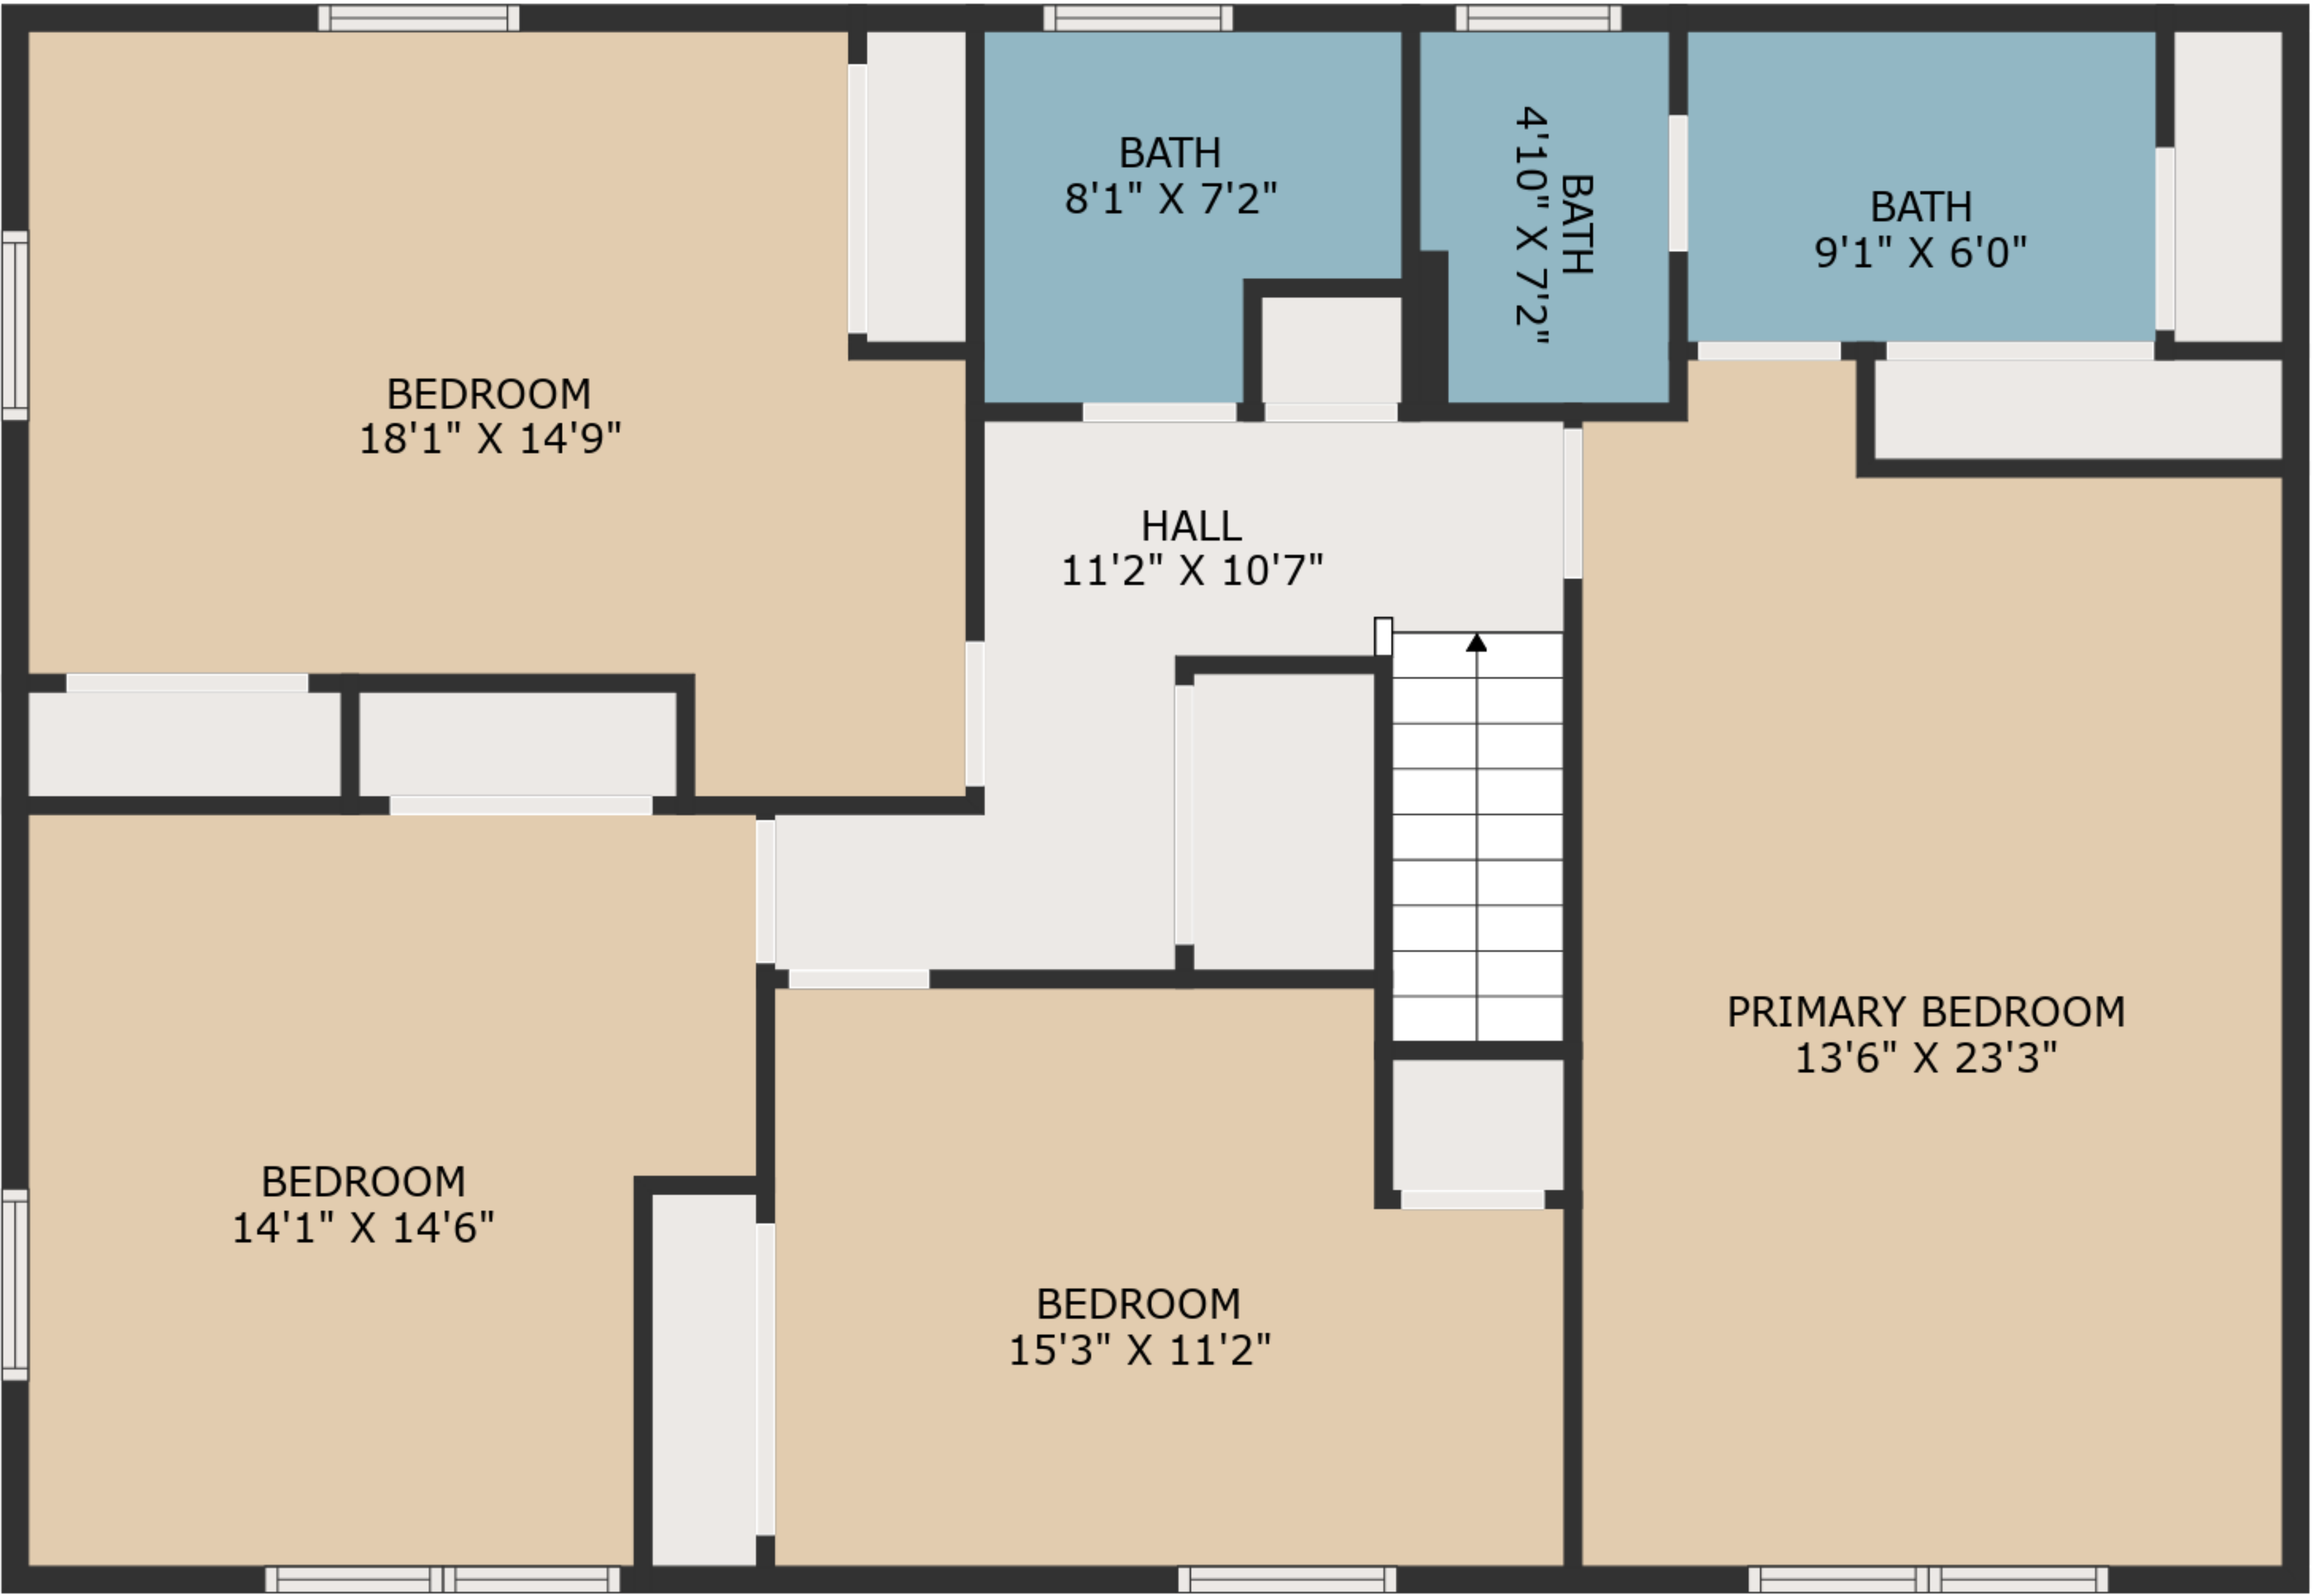 BATH
8'1" X 7'2"
BATH
4'10" X 7'2"
BATH
9'1" X 6'0"
BEDROOM
18'1" X 14'9"
HALL
11'2" X 10'7"
PRIMARY BEDROOM
13'6" X 23'3"
BEDROOM
14'1" X 14'6"
BEDROOM
15'3" X 11'2"